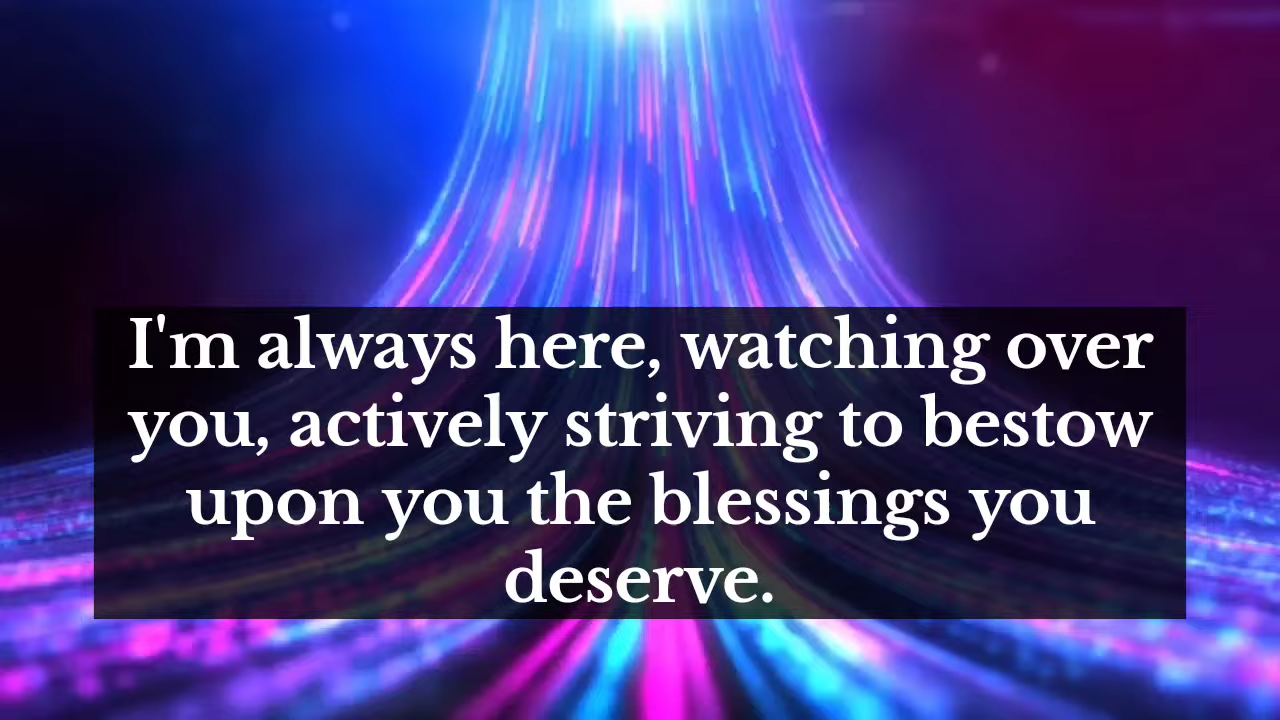 I'm always here, watching over
you, actively striving to bestow
upon you the blessings you
deserve.